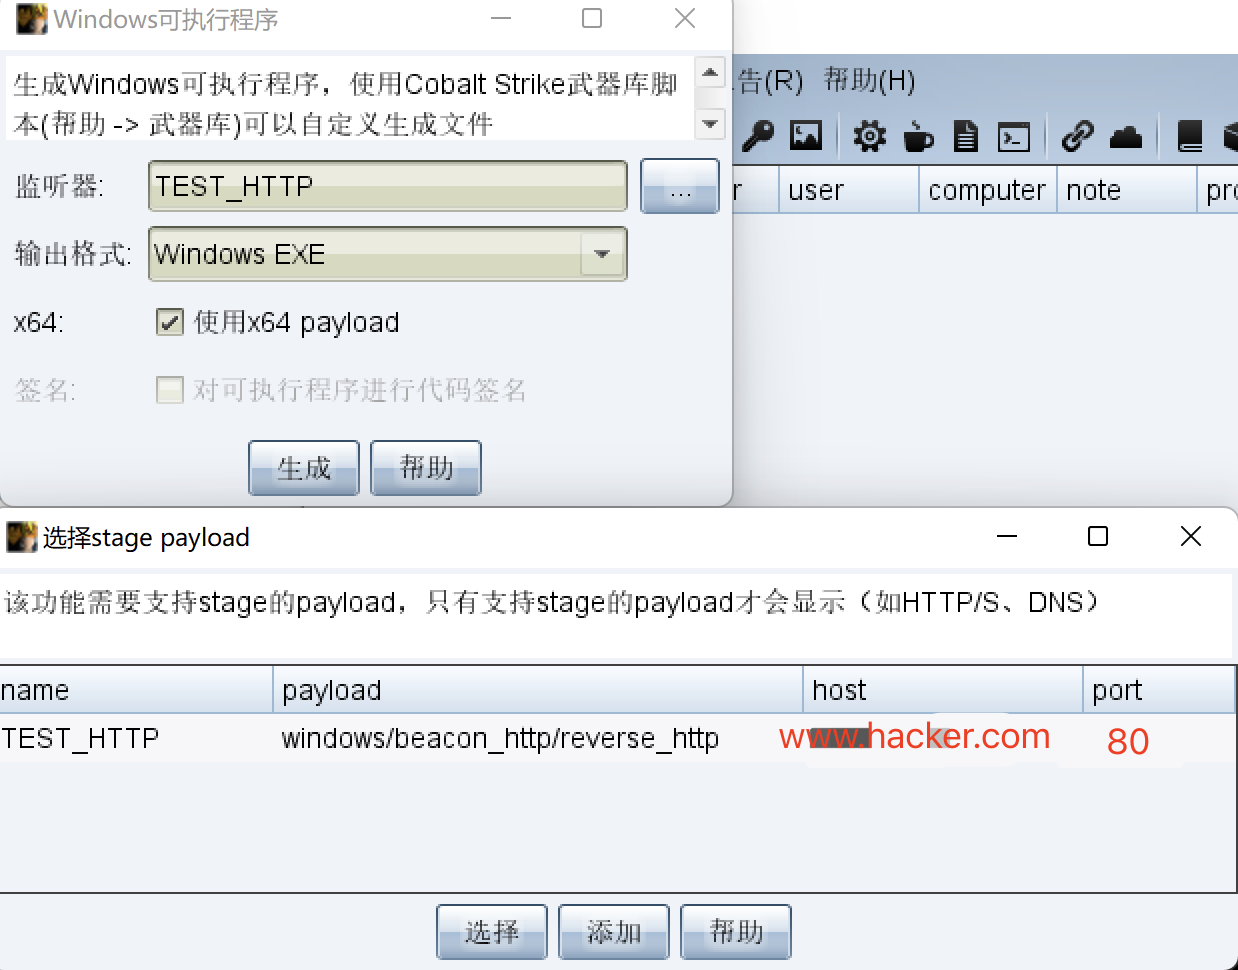 Windows可执行程序
生成Windows可执行程序，使用Cobalt Strike武器库脚
本(帮助 -> 武器库)可以自定义生成文件
监听器:
TEST_HTTP
...
输出格式:
Windows EXE
x64:
使用x64 payload
签名:
对可执行程序进行代码签名
生成
帮助
告(R) 帮助(H)
r user computer note pro
选择stage payload
该功能需要支持stage的payload，只有支持stage的payload才会显示（如HTTP/S、DNS）
name payload host port
TEST_HTTP windows/beacon_http/reverse_http www.hacker.com 80
选择
添加
帮助